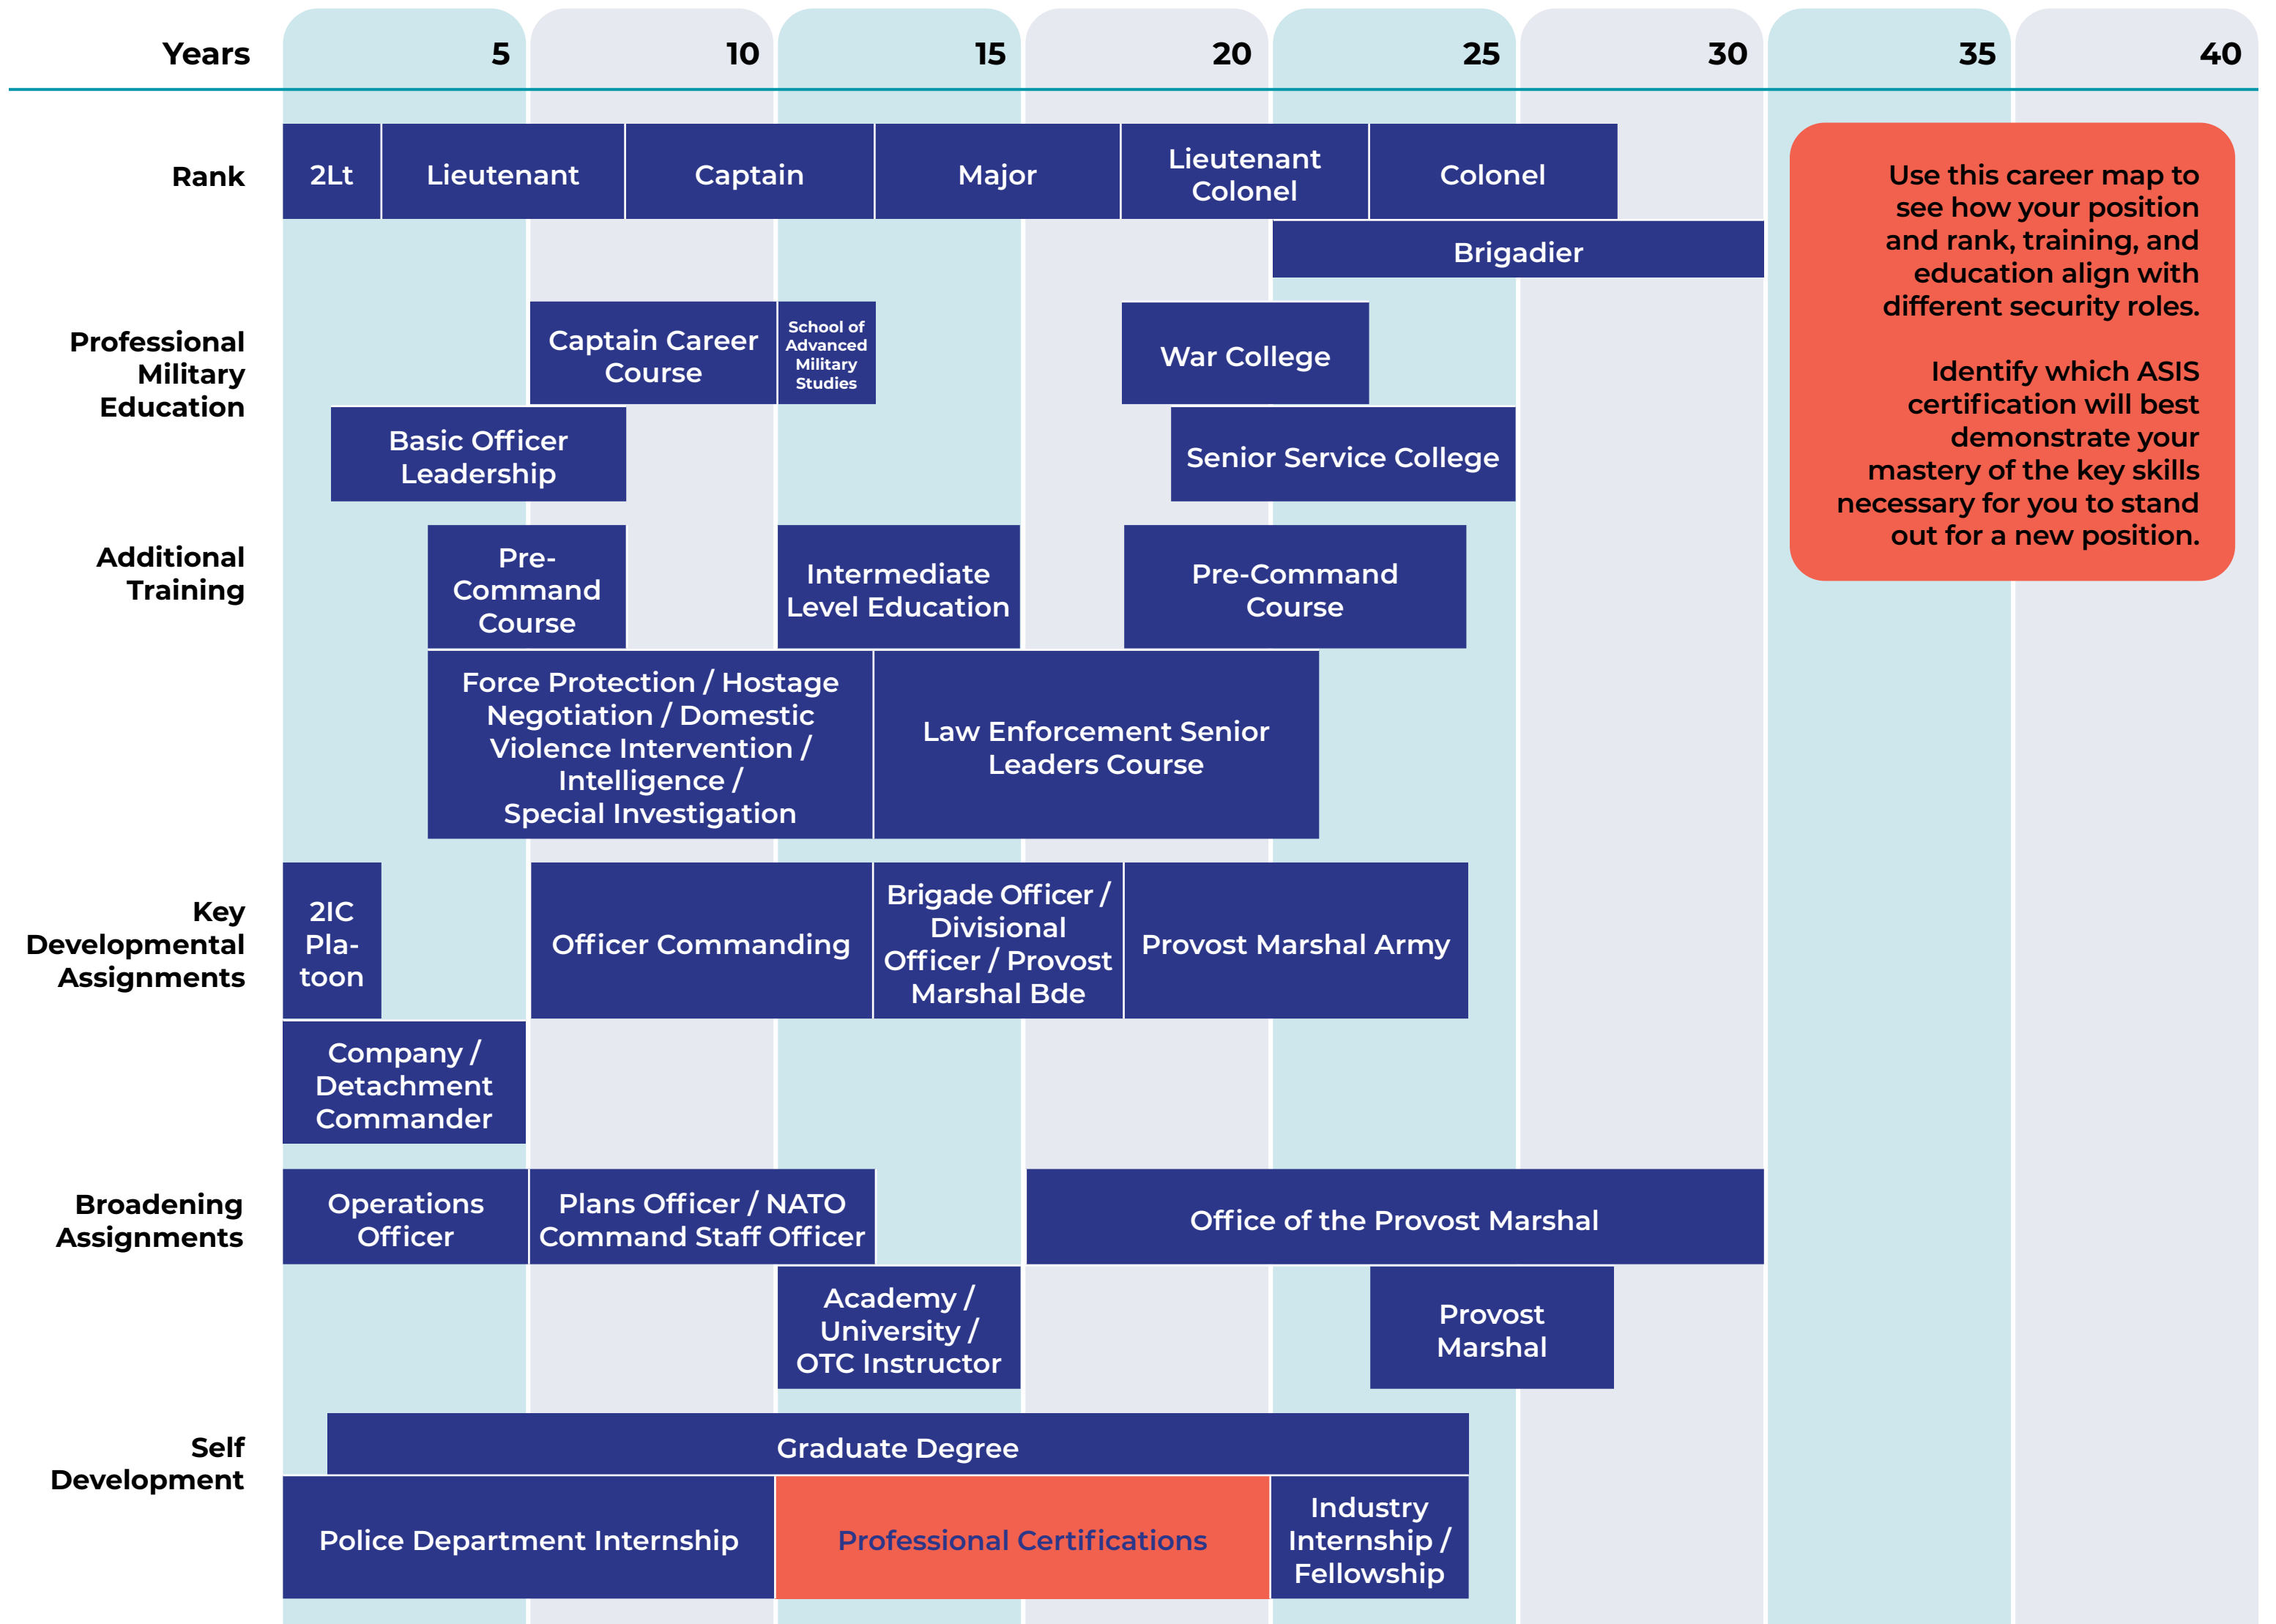 Years 5 10 15 20 25 30 35 40
Rank
2Lt
Lieutenant
Captain
Major
Lieutenant
Colonel
Colonel
Brigadier
Use this career map to
see how your position
and rank, training, and
education align with
different security roles.
Identify which ASIS
certification will best
demonstrate your
mastery of the key skills
necessary for you to stand
out for a new position.
Professional
Military
Education
Captain Career
Course
School of
Advanced
Military
Studies
War College
Basic Officer
Leadership
Senior Service College
Additional
Training
Pre-
Command
Course
Intermediate
Level Education
Pre-Command
Course
Force Protection / Hostage
Negotiation / Domestic
Violence Intervention /
Intelligence /
Special Investigation
Law Enforcement Senior
Leaders Course
Key
Developmental
Assignments
2IC
Pla-
toon
Officer Commanding
Brigade Officer /
Divisional
Officer / Provost
Marshal Bde
Provost Marshal Army
Company /
Detachment
Commander
Broadening
Assignments
Operations
Officer
Plans Officer / NATO
Command Staff Officer
Office of the Provost Marshal
Academy /
University /
OTC Instructor
Provost
Marshal
Self
Development
Graduate Degree
Police Department Internship
Professional Certifications
Industry
Internship /
Fellowship